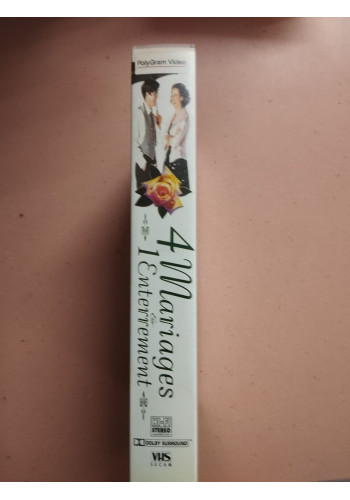 PolyGram Video
4 Mariages
&
1 Enterrement
STEREO
DOLBY SURROUND
VHS
SECAM